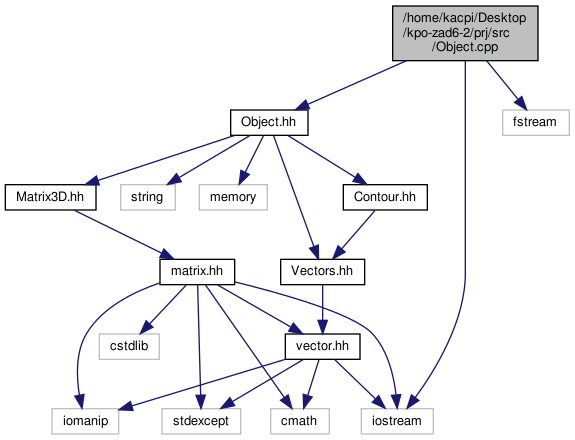 /home/kacpi/Desktop
/kpo-zad6-2/prj/src
/Object.cpp
Object.hh
fstream
Matrix3D.hh
string
memory
Contour.hh
matrix.hh
Vectors.hh
cstdlib
vector.hh
iomanip
stdexcept
cmath
iostream